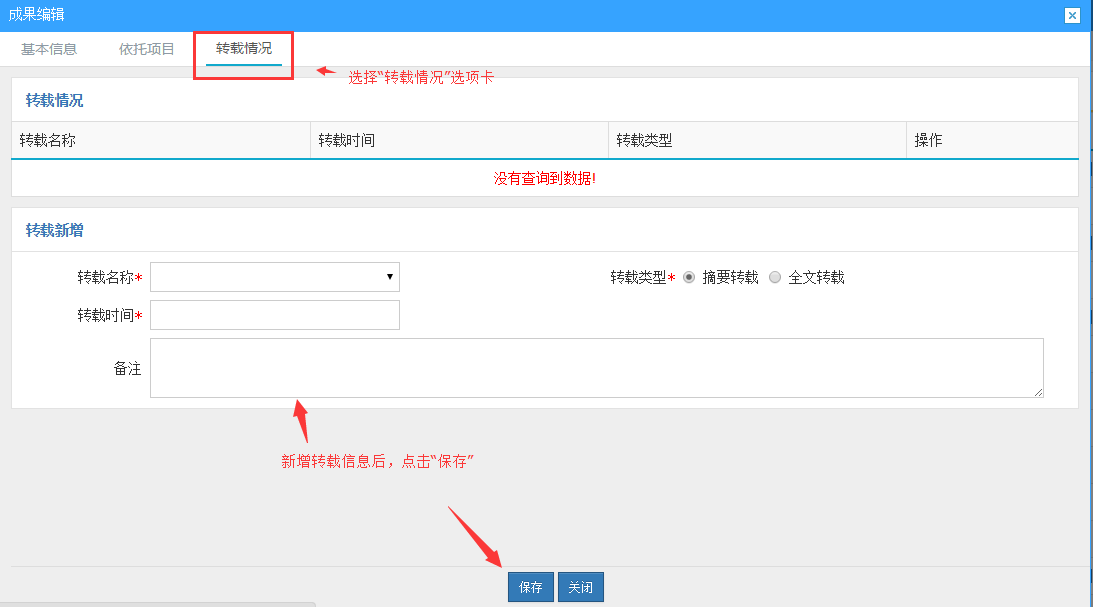 成果编辑
基本信息 依托项目 转载情况
选择“转载情况”选项卡
转载情况
转载名称 转载时间 转载类型 操作
没有查询到数据!
转载新增
转载名称* 转载类型* 摘要转载 全文转载
转载时间*
备注
新增转载信息后，点击“保存”
保存 关闭